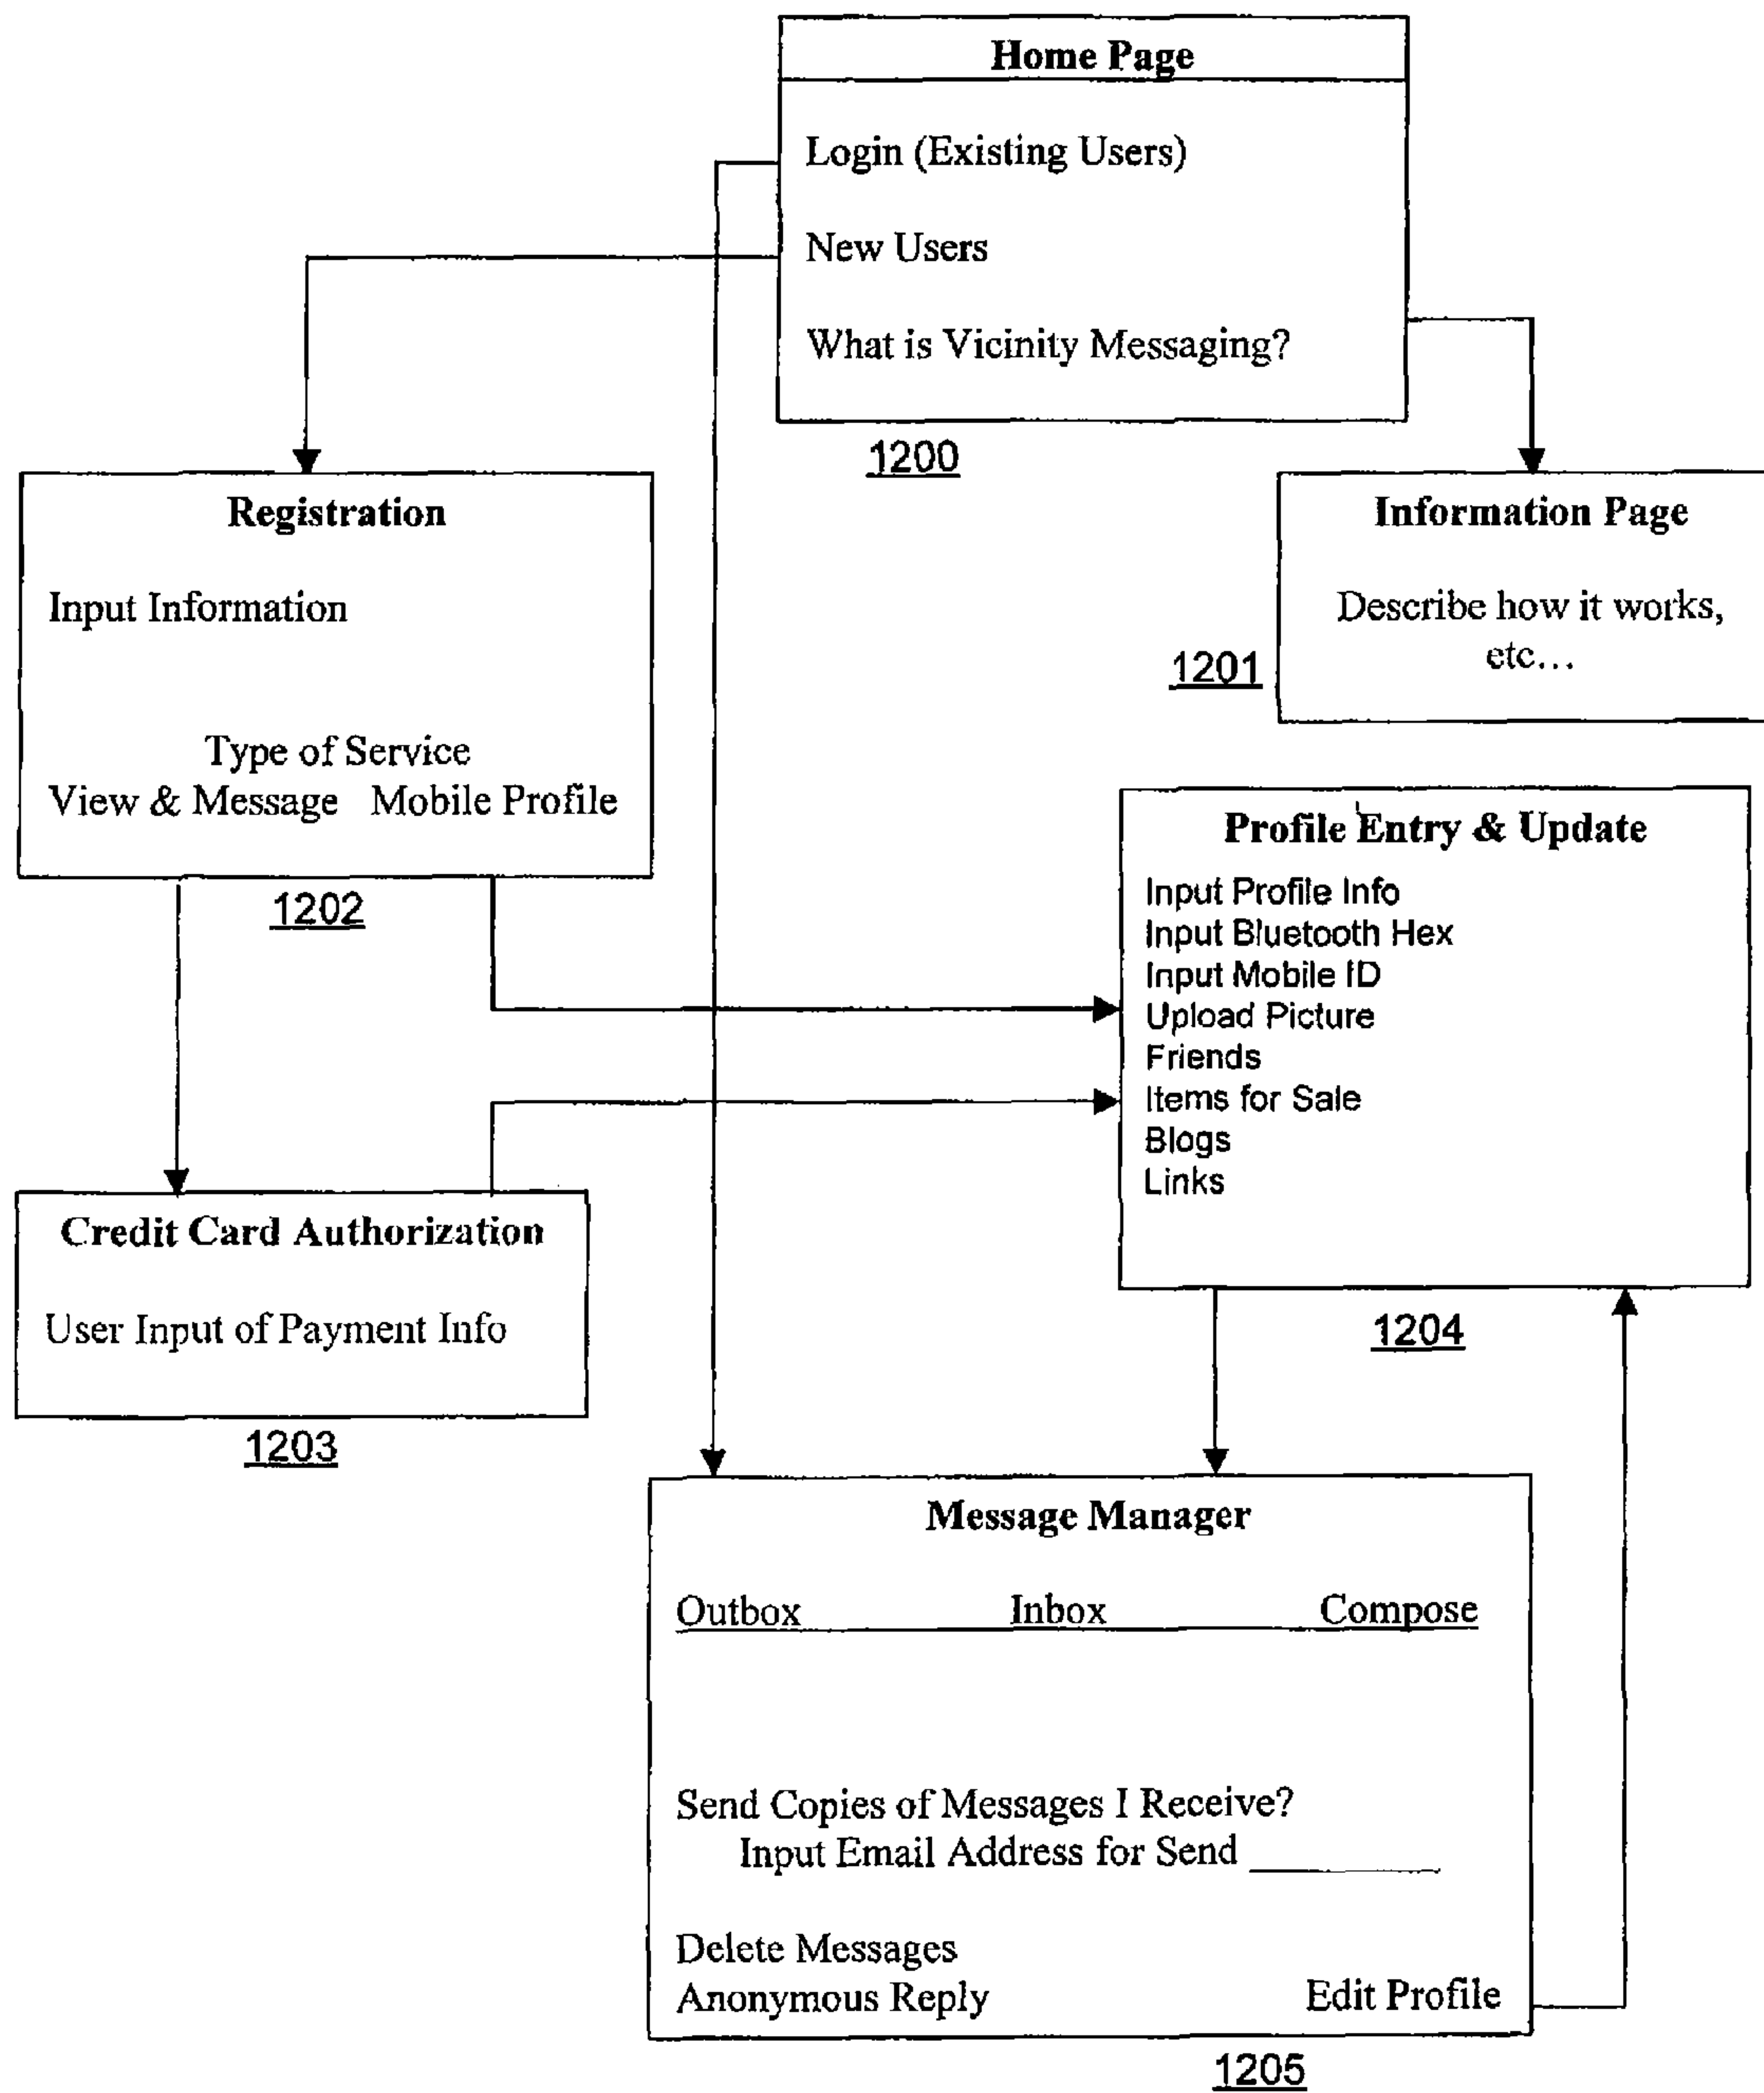 Home Page
Login (Existing Users)
New Users
What is Vicinity Messaging?
1200
Registration
Input Information
Type of Service
View & Message Mobile Profile
1202
Information Page
Describe how it works,
etc...
1201
Profile Entry & Update
Input Profile Info
Input Bluetooth Hex
Input Mobile ID
Upload Picture
Friends
Items for Sale
Blogs
Links
1204
Credit Card Authorization
User Input of Payment Info
1203
Message Manager
Outbox Inbox Compose
Send Copies of Messages I Receive?
Input Email Address for Send ________
Delete Messages
Anonymous Reply Edit Profile
1205